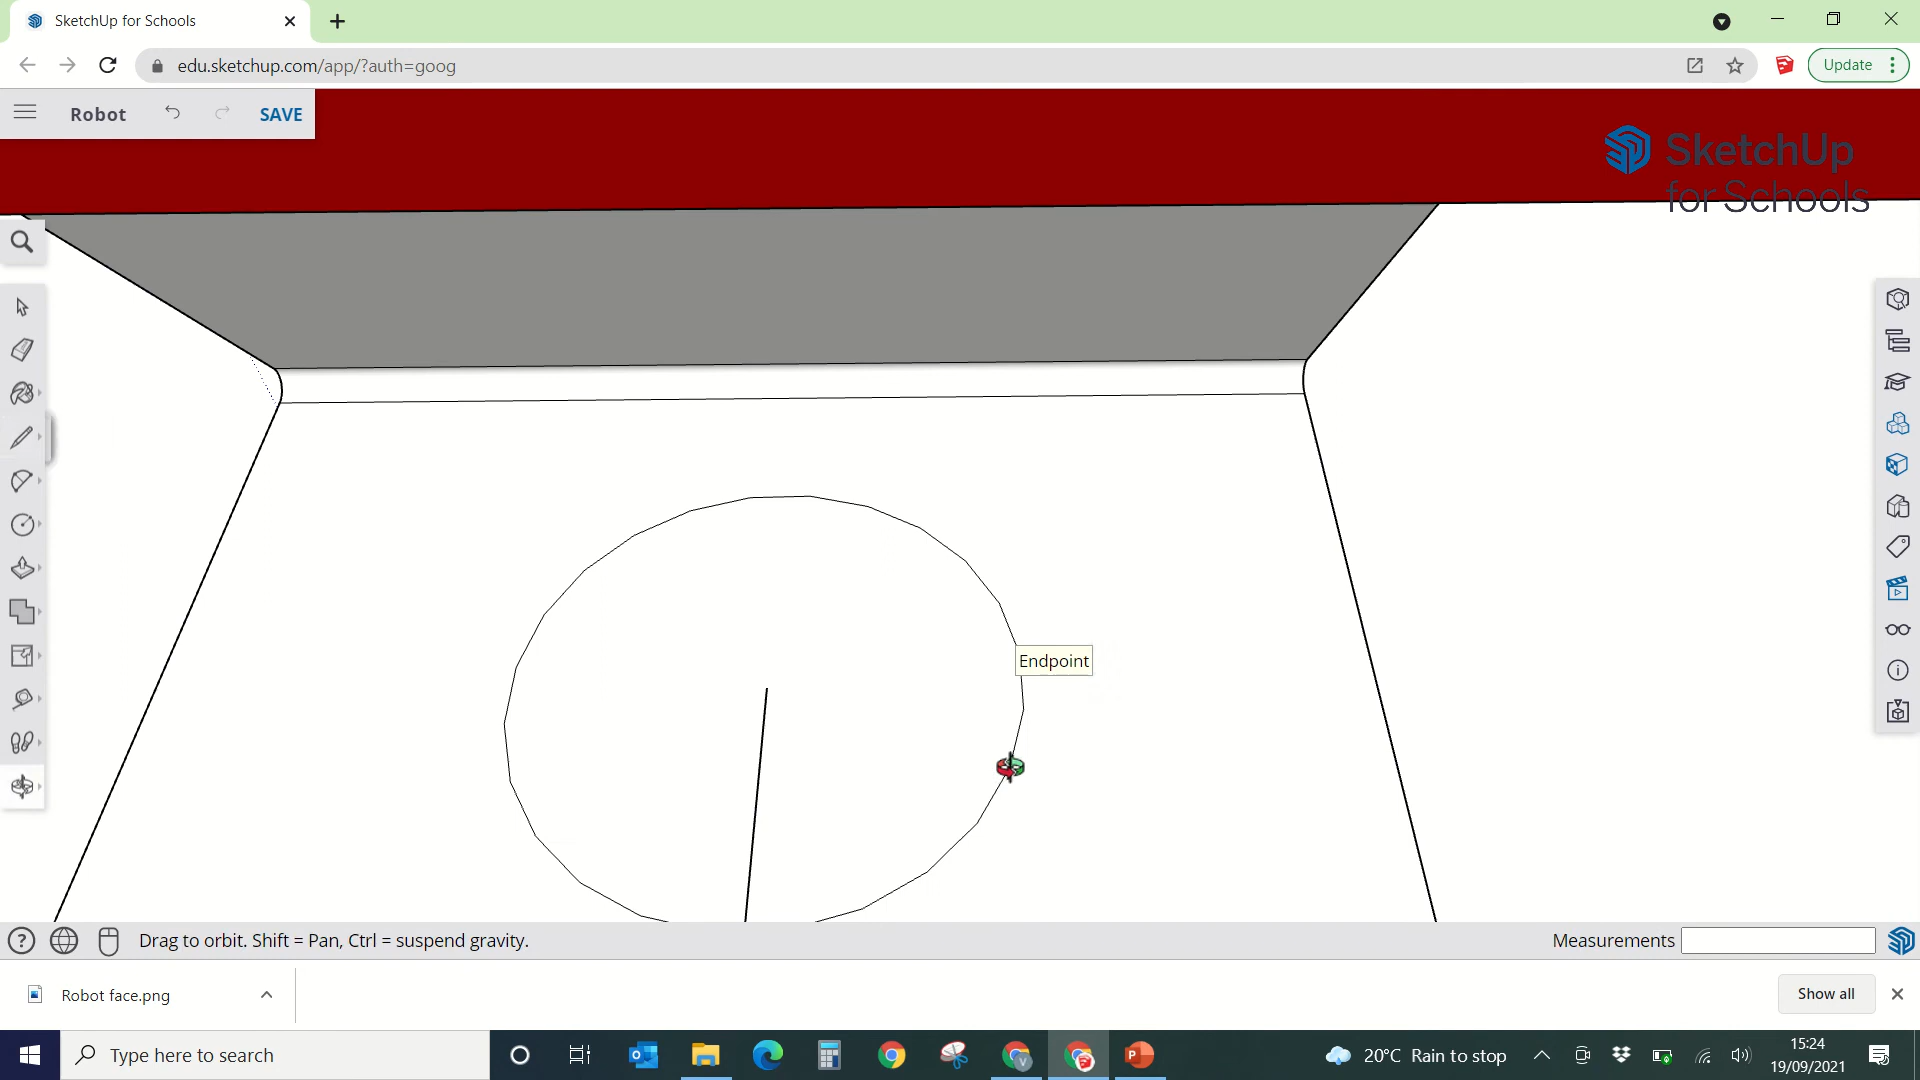 SketchUp for Schools
edu.sketchup.com/app/?auth=goog
Update
Robot
SAVE
SketchUp
for Schools
Endpoint
Drag to orbit. Shift = Pan, Ctrl = suspend gravity.
Measurements
Robot face.png
Show all
Type here to search
20°C Rain to stop
15:24
19/09/2021